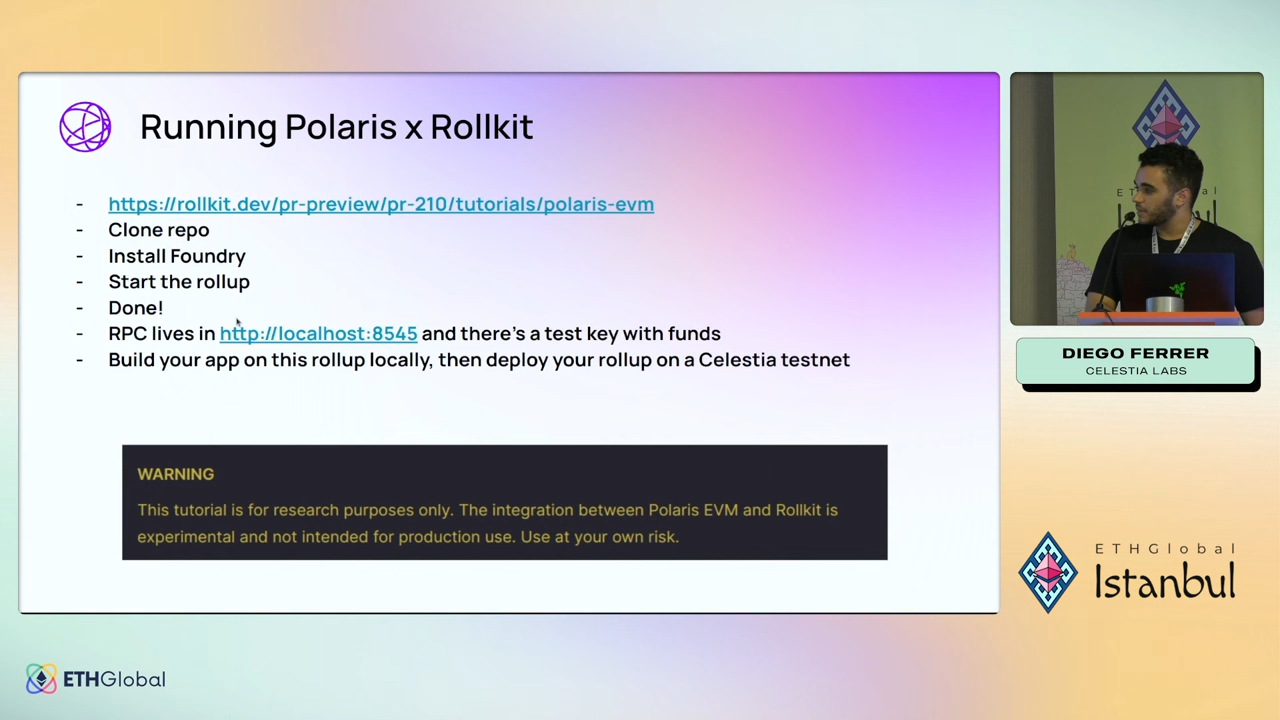 Running Polaris x Rollkit
- https://rollkit.dev/pr-preview/pr-210/tutorials/polaris-evm
- Clone repo
- Install Foundry
- Start the rollup
- Done!
- RPC lives in http://localhost:8545 and there's a test key with funds
- Build your app on this rollup locally, then deploy your rollup on a Celestia testnet
WARNING
This tutorial is for research purposes only. The integration between Polaris EVM and Rollkit is
experimental and not intended for production use. Use at your own risk.
DIEGO FERRER
CELESTIA LABS
ETHGlobal
Istanbul
ETHGlobal